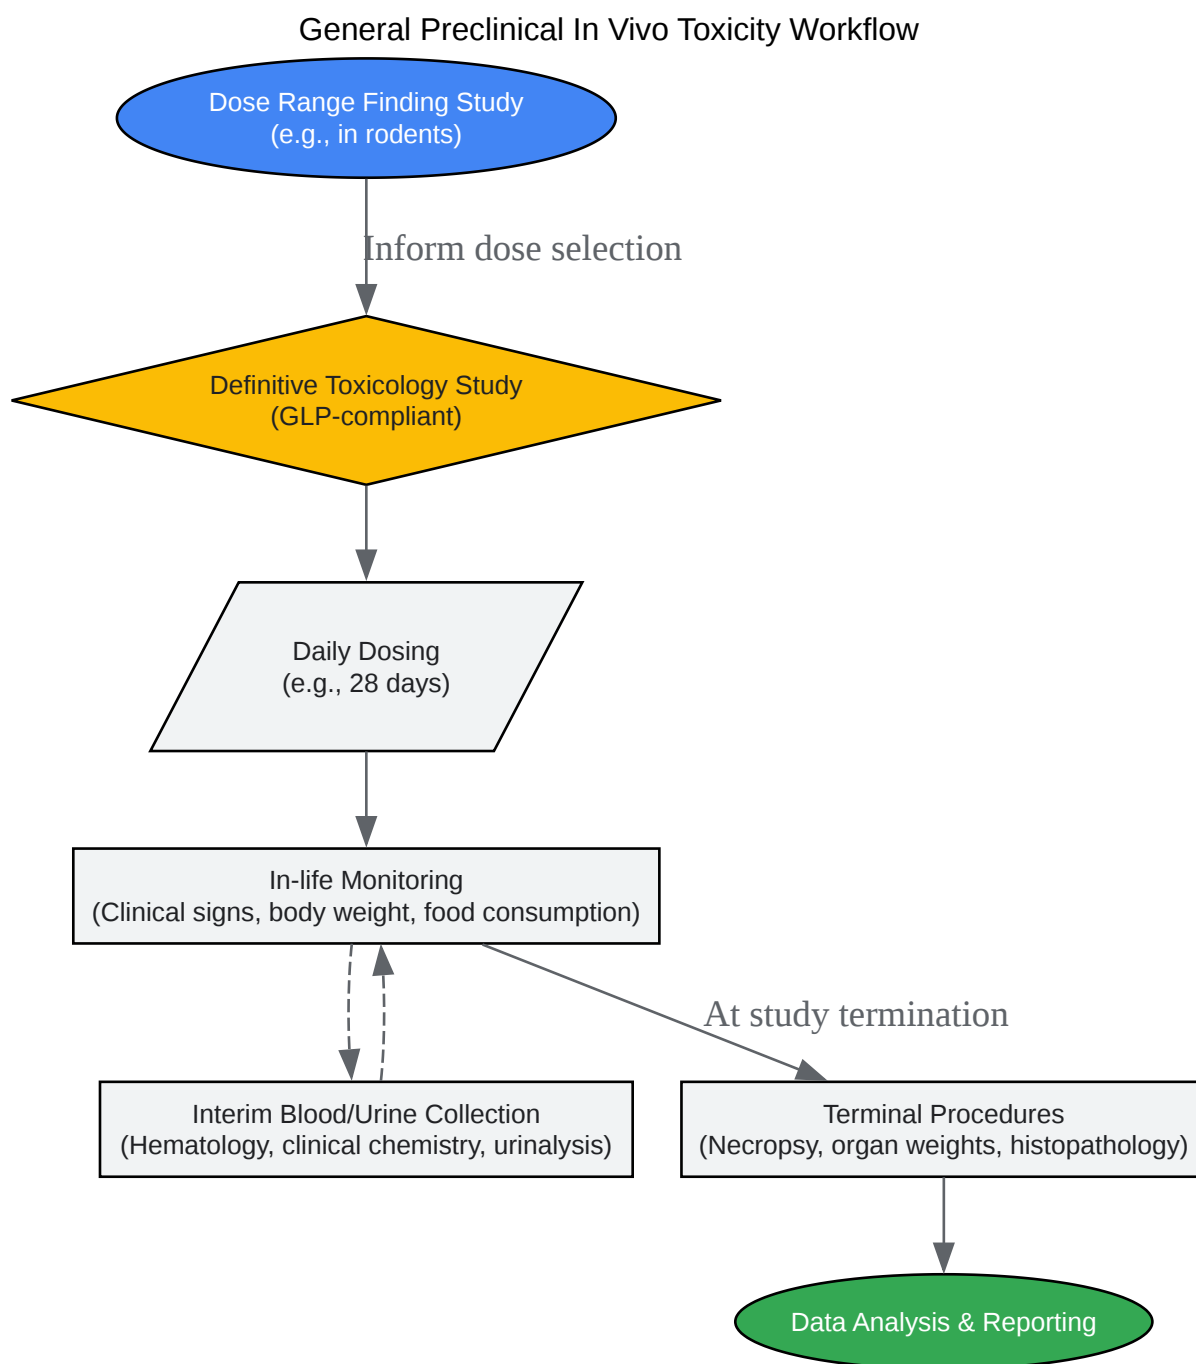 General Preclinical In Vivo Toxicity Workflow
Dose Range Finding Study
(e.g., in rodents)
Inform dose selection
Definitive Toxicology Study
(GLP-compliant)
Daily Dosing
(e.g., 28 days)
In-life Monitoring
(Clinical signs, body weight, food consumption)
At study termination
Interim Blood/Urine Collection
(Hematology, clinical chemistry, urinalysis)
Terminal Procedures
(Necropsy, organ weights, histopathology)
Data Analysis & Reporting